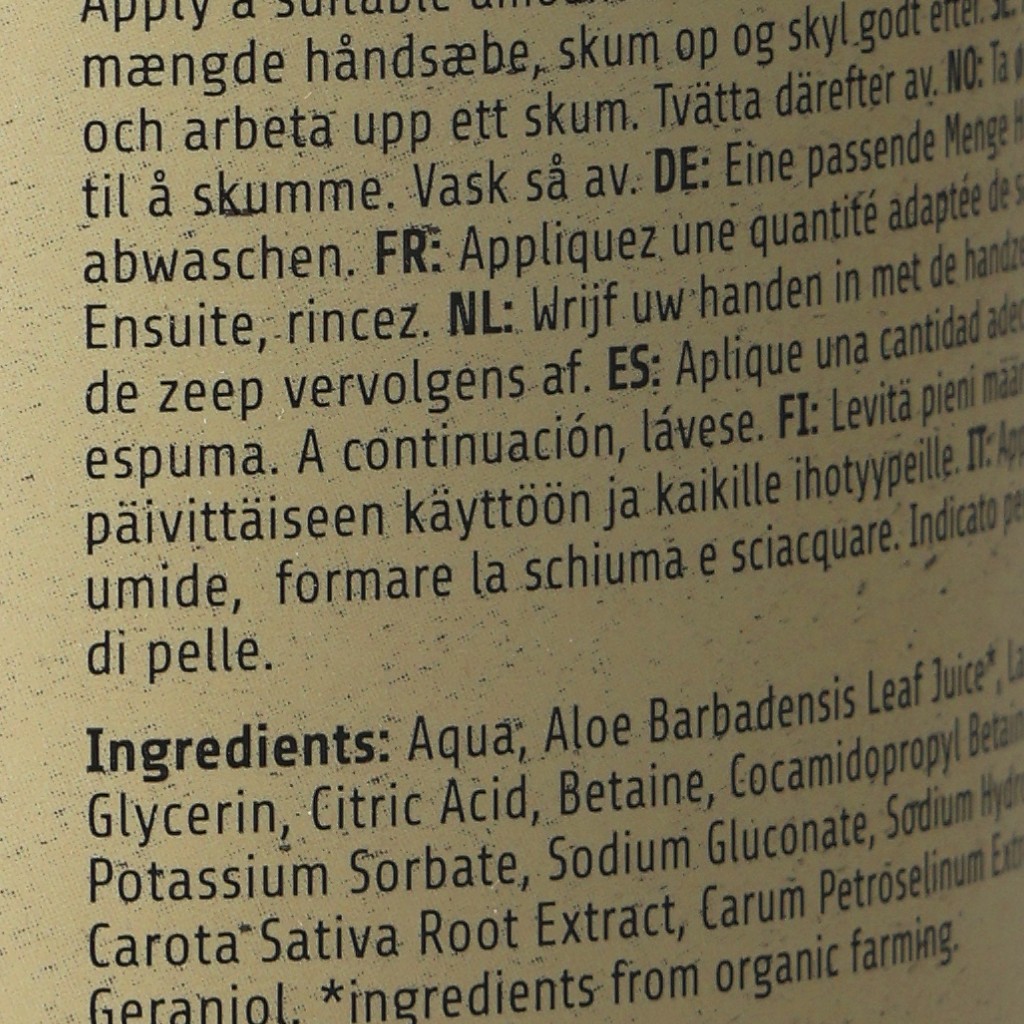 Apply a suitable
mængde håndsæbe, skum op og skyl godt efter. SE:
och arbeta upp ett skum. Tvätta därefter av. NO: Ta
til å skumme. Vask så av. DE: Eine passende Menge
abwaschen. FR: Appliquez une quantité adaptée de
Ensuite, rincez. NL: Wrijf uw handen in met de
de zeep vervolgens af. ES: Aplique una cantidad
espuma. A continuación, lávese. FI: Levitä pieni
päivittäiseen käyttöön ja kaikille ihotyypeille. IT:
umide, formare la schiuma e sciacquare. Indicato
di pelle.
Ingredients: Aqua, Aloe Barbadensis Leaf Juice*,
Glycerin, Citric Acid, Betaine, Cocamidopropyl
Potassium Sorbate, Sodium Gluconate, Sodium
Carota Sativa Root Extract, Carum Petroselinum
Geraniol. *ingredients from organic farming.